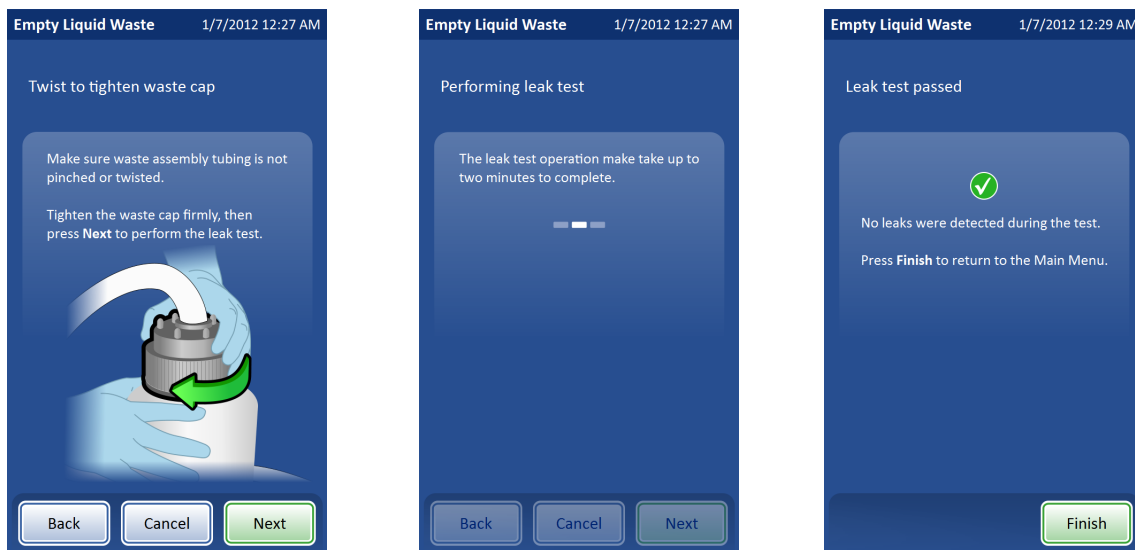 Empty Liquid Waste 1/7/2012 12:27 AM
Twist to tighten waste cap
Make sure waste assembly tubing is not
pinched or twisted.
Tighten the waste cap firmly, then
press Next to perform the leak test.
Back Cancel Next
Empty Liquid Waste 1/7/2012 12:27 AM
Performing leak test
The leak test operation make take up to
two minutes to complete.
Back Cancel Next
Empty Liquid Waste 1/7/2012 12:29 AM
Leak test passed
No leaks were detected during the test.
Press Finish to return to the Main Menu.
Finish